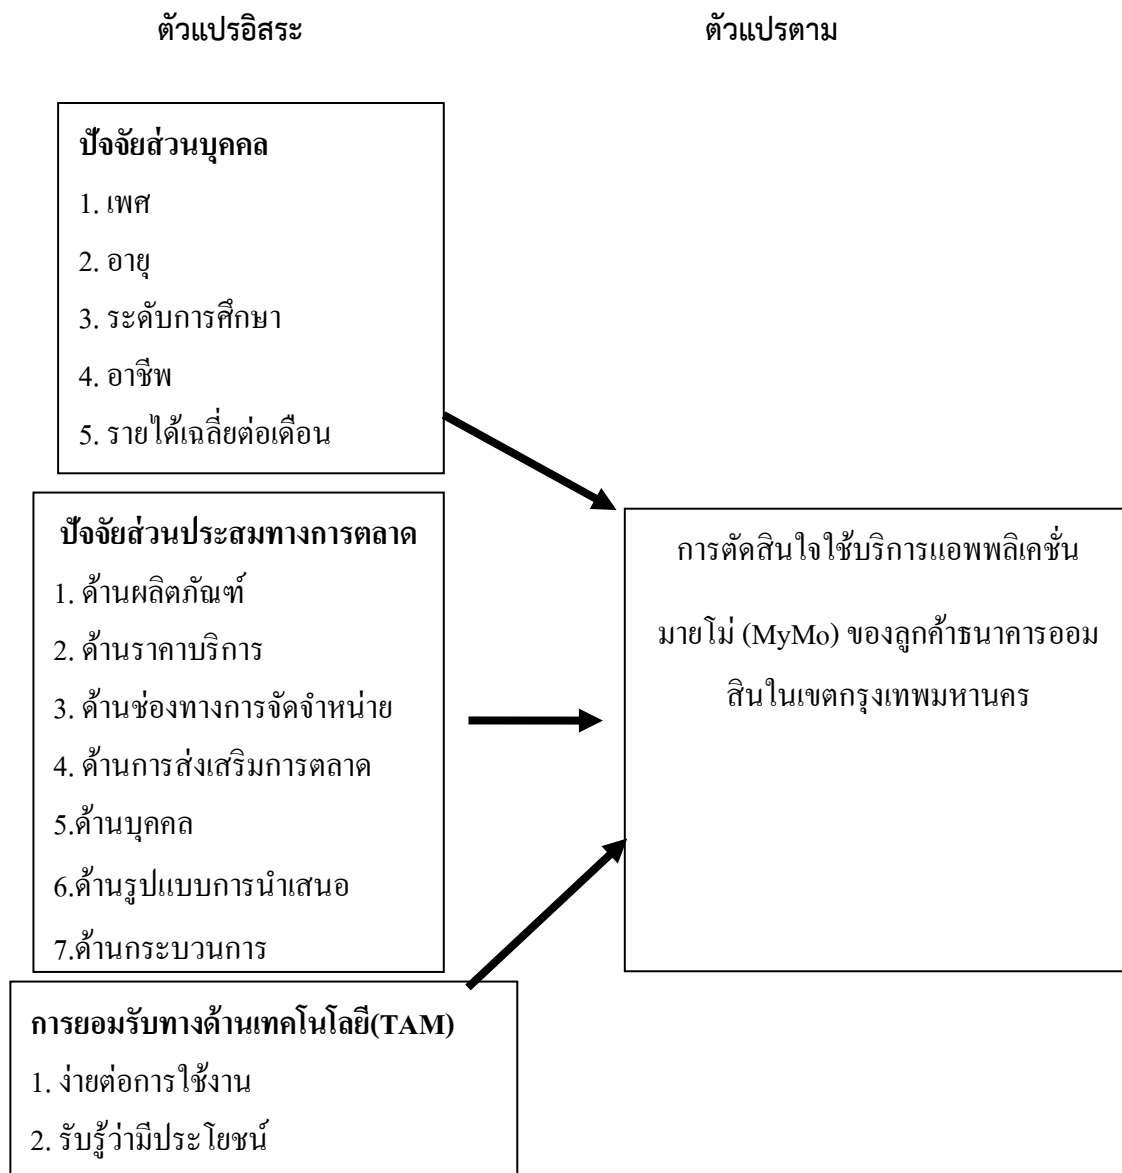 ตัวแปรอิสระ
ตัวแปรตาม
ปัจจัยส่วนบุคคล
1. เพศ
2. อายุ
3. ระดับการศึกษา
4. อาชีพ
5. รายได้เฉลี่ยต่อเดือน
ปัจจัยส่วนประสมทางการตลาด
1. ด้านผลิตภัณฑ์
2. ด้านราคาบริการ
3. ด้านช่องทางการจัดจำหน่าย
4. ด้านการส่งเสริมการตลาด
5.ด้านบุคคล
6.ด้านรูปแบบการนำเสนอ
7.ด้านกระบวนการ
การยอมรับทางด้านเทคโนโลยี(TAM)
1. ง่ายต่อการใช้งาน
2. รับรู้ว่ามีประโยชน์
การตัดสินใจใช้บริการแอพพลิเคชั่น
มายโม่ (MyMo) ของลูกค้าธนาคารออม
สินในเขตกรุงเทพมหานคร